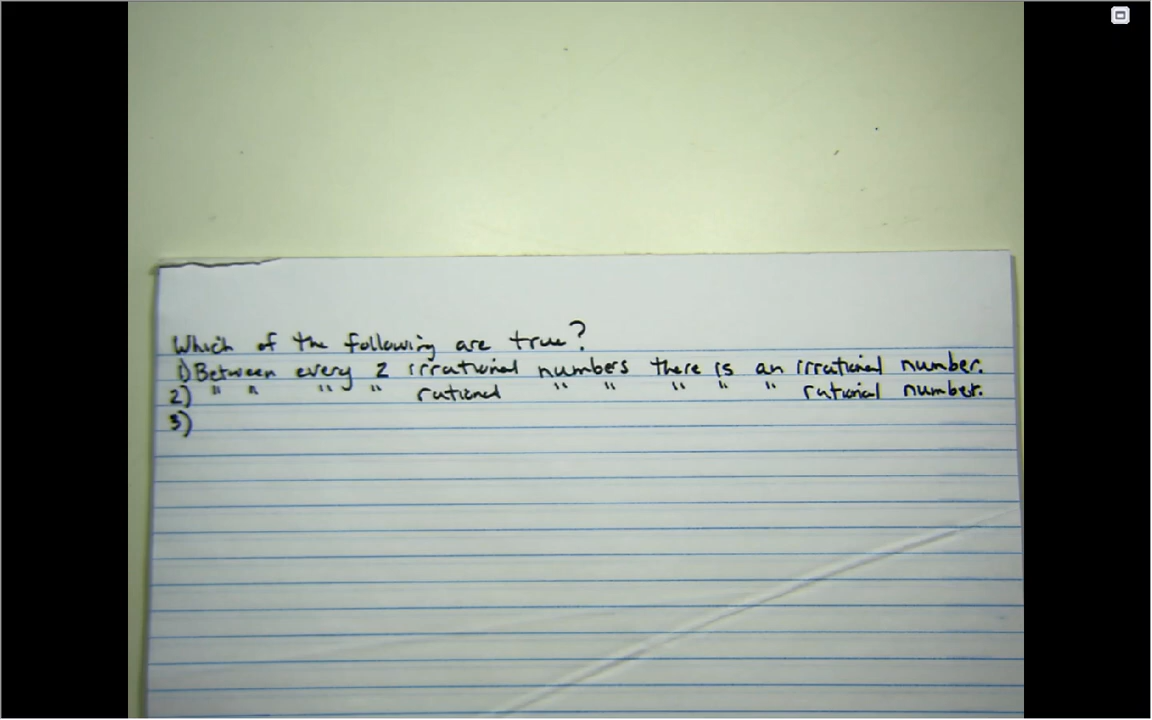 Which of the following are true?
1) Between every 2 irrational numbers there is an irrational number.
2) " " " " rational " " " " " rational number.
3)